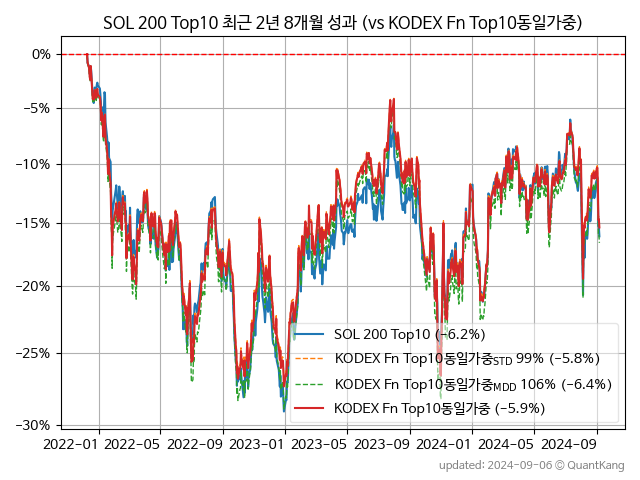 SOL 200 Top10 최근 2년 8개월 성과 (vs KODEX Fn Top10동일가중)
0%
−5%
−10%
−15%
−20%
−25%
−30%
SOL 200 Top10 (−6.2%)
KODEX Fn Top10동일가중STD 99% (−5.8%)
KODEX Fn Top10동일가중MDD 106% (−6.4%)
KODEX Fn Top10동일가중 (−5.9%)
2022-01 2022-05 2022-09 2023-01 2023-05 2023-09 2024-01 2024-05 2024-09
updated: 2024-09-06 © QuantKang